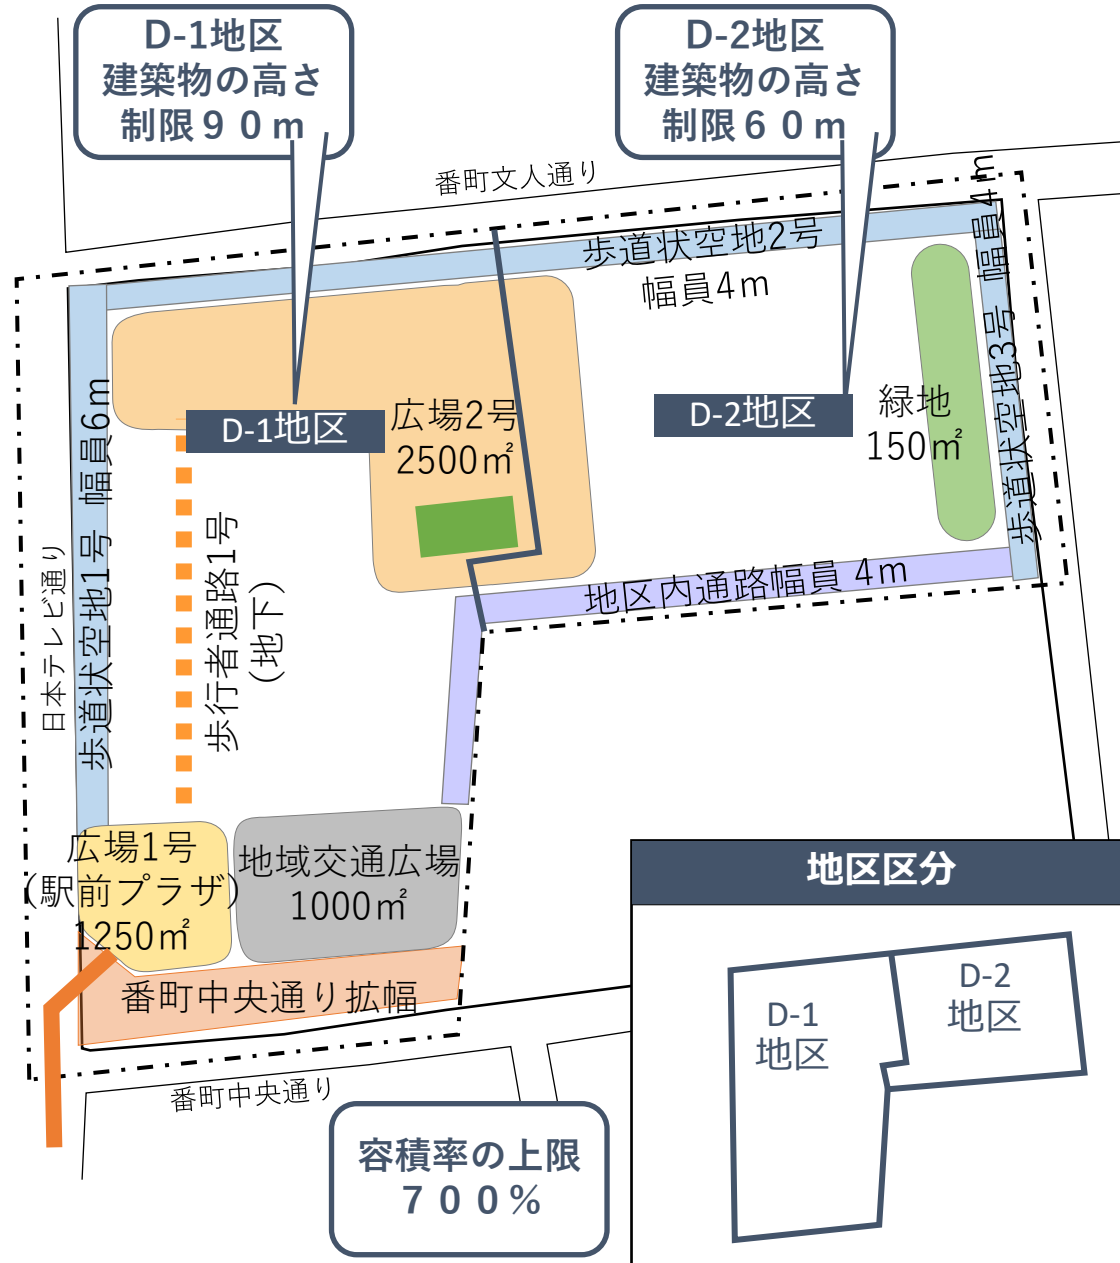 D-1地区
建築物の高さ
制限９０ｍ
D-2地区
建築物の高さ
制限６０ｍ
番町文人通り
歩道状空地2号
幅員4m
歩道状空地3号 幅員4m
D-1地区
広場2号
2500㎡
D-2地区
緑地
150㎡
歩道状空地1号 幅員6m
日本テレビ通り
歩行者通路1号
(地下)
地区内通路幅員 4m
広場1号
(駅前プラザ)
1250㎡
地域交通広場
1000㎡
番町中央通り拡幅
番町中央通り
容積率の上限
７００%
地区区分
D-1
地区
D-2
地区